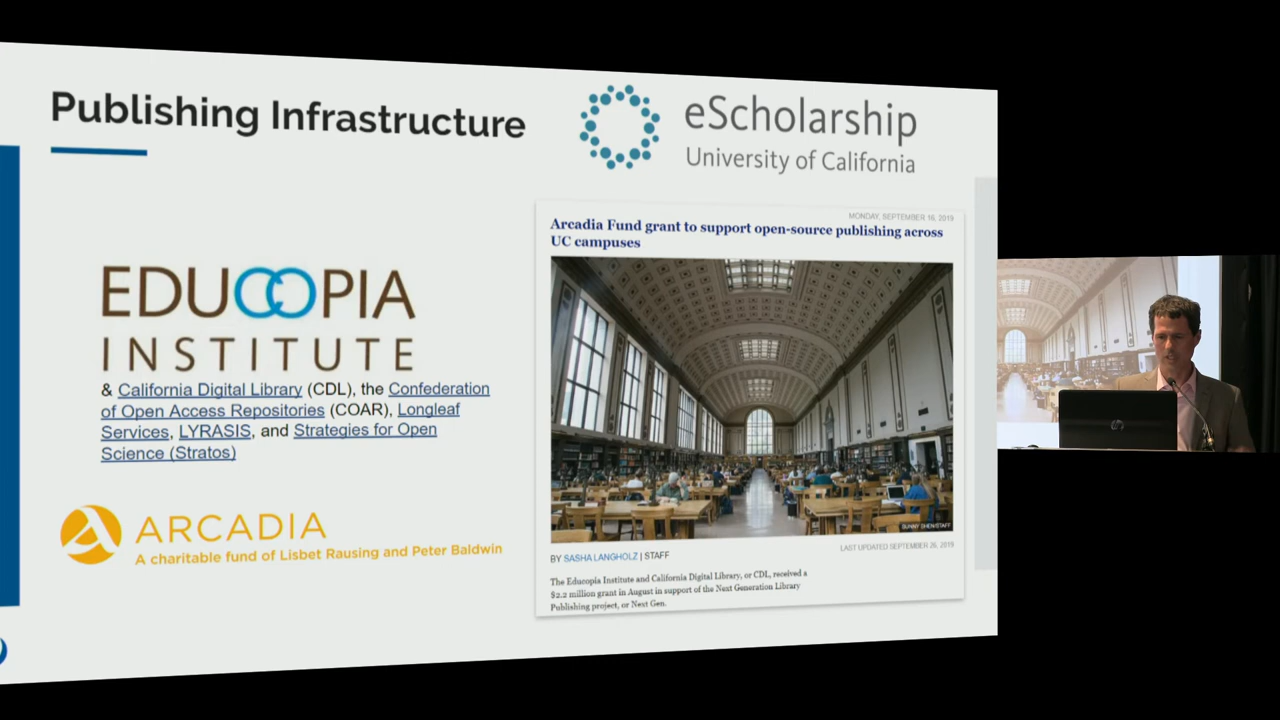 Publishing Infrastructure
eScholarship
University of California
EDUCOPIA
INSTITUTE
& California Digital Library (CDL), the Confederation
of Open Access Repositories (COAR), Longleaf
Services, LYRASIS, and Strategies for Open
Science (Stratos)
ARCADIA
A charitable fund of Lisbet Rausing and Peter Baldwin
MONDAY, SEPTEMBER 16, 2019
Arcadia Fund grant to support open-source publishing across
UC campuses
SUNNY SHEN/STAFF
BY SASHA LANGHOLZ | STAFF
LAST UPDATED SEPTEMBER 26, 2019
The Educopia Institute and California Digital Library, or CDL, received a
$2.2 million grant in August in support of the Next Generation Library
Publishing project, or Next Gen.
hp